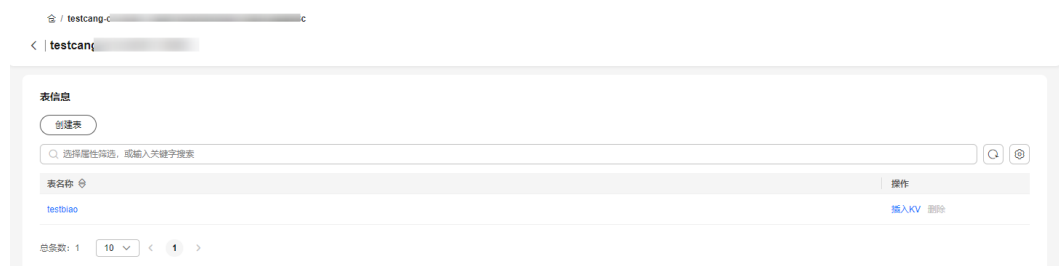 仓 / testcang-c
testcang
表信息
创建表
选择属性筛选，或输入关键字搜索
表名称 操作
testbiao 插入KV 删除
总条数：1 10 1